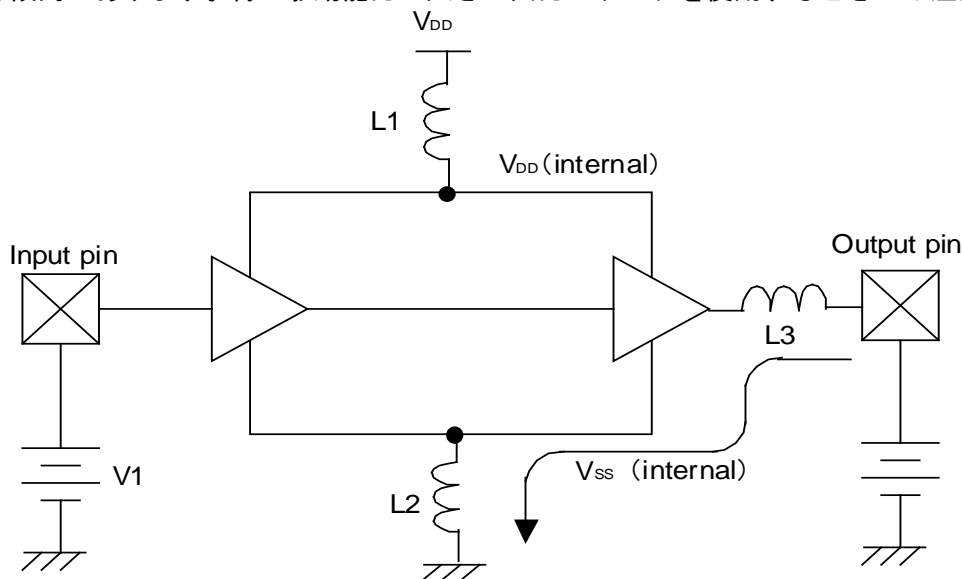 VDD
L1
VDD（internal）
Input pin
Output pin
L3
V1
VSS （internal）
L2